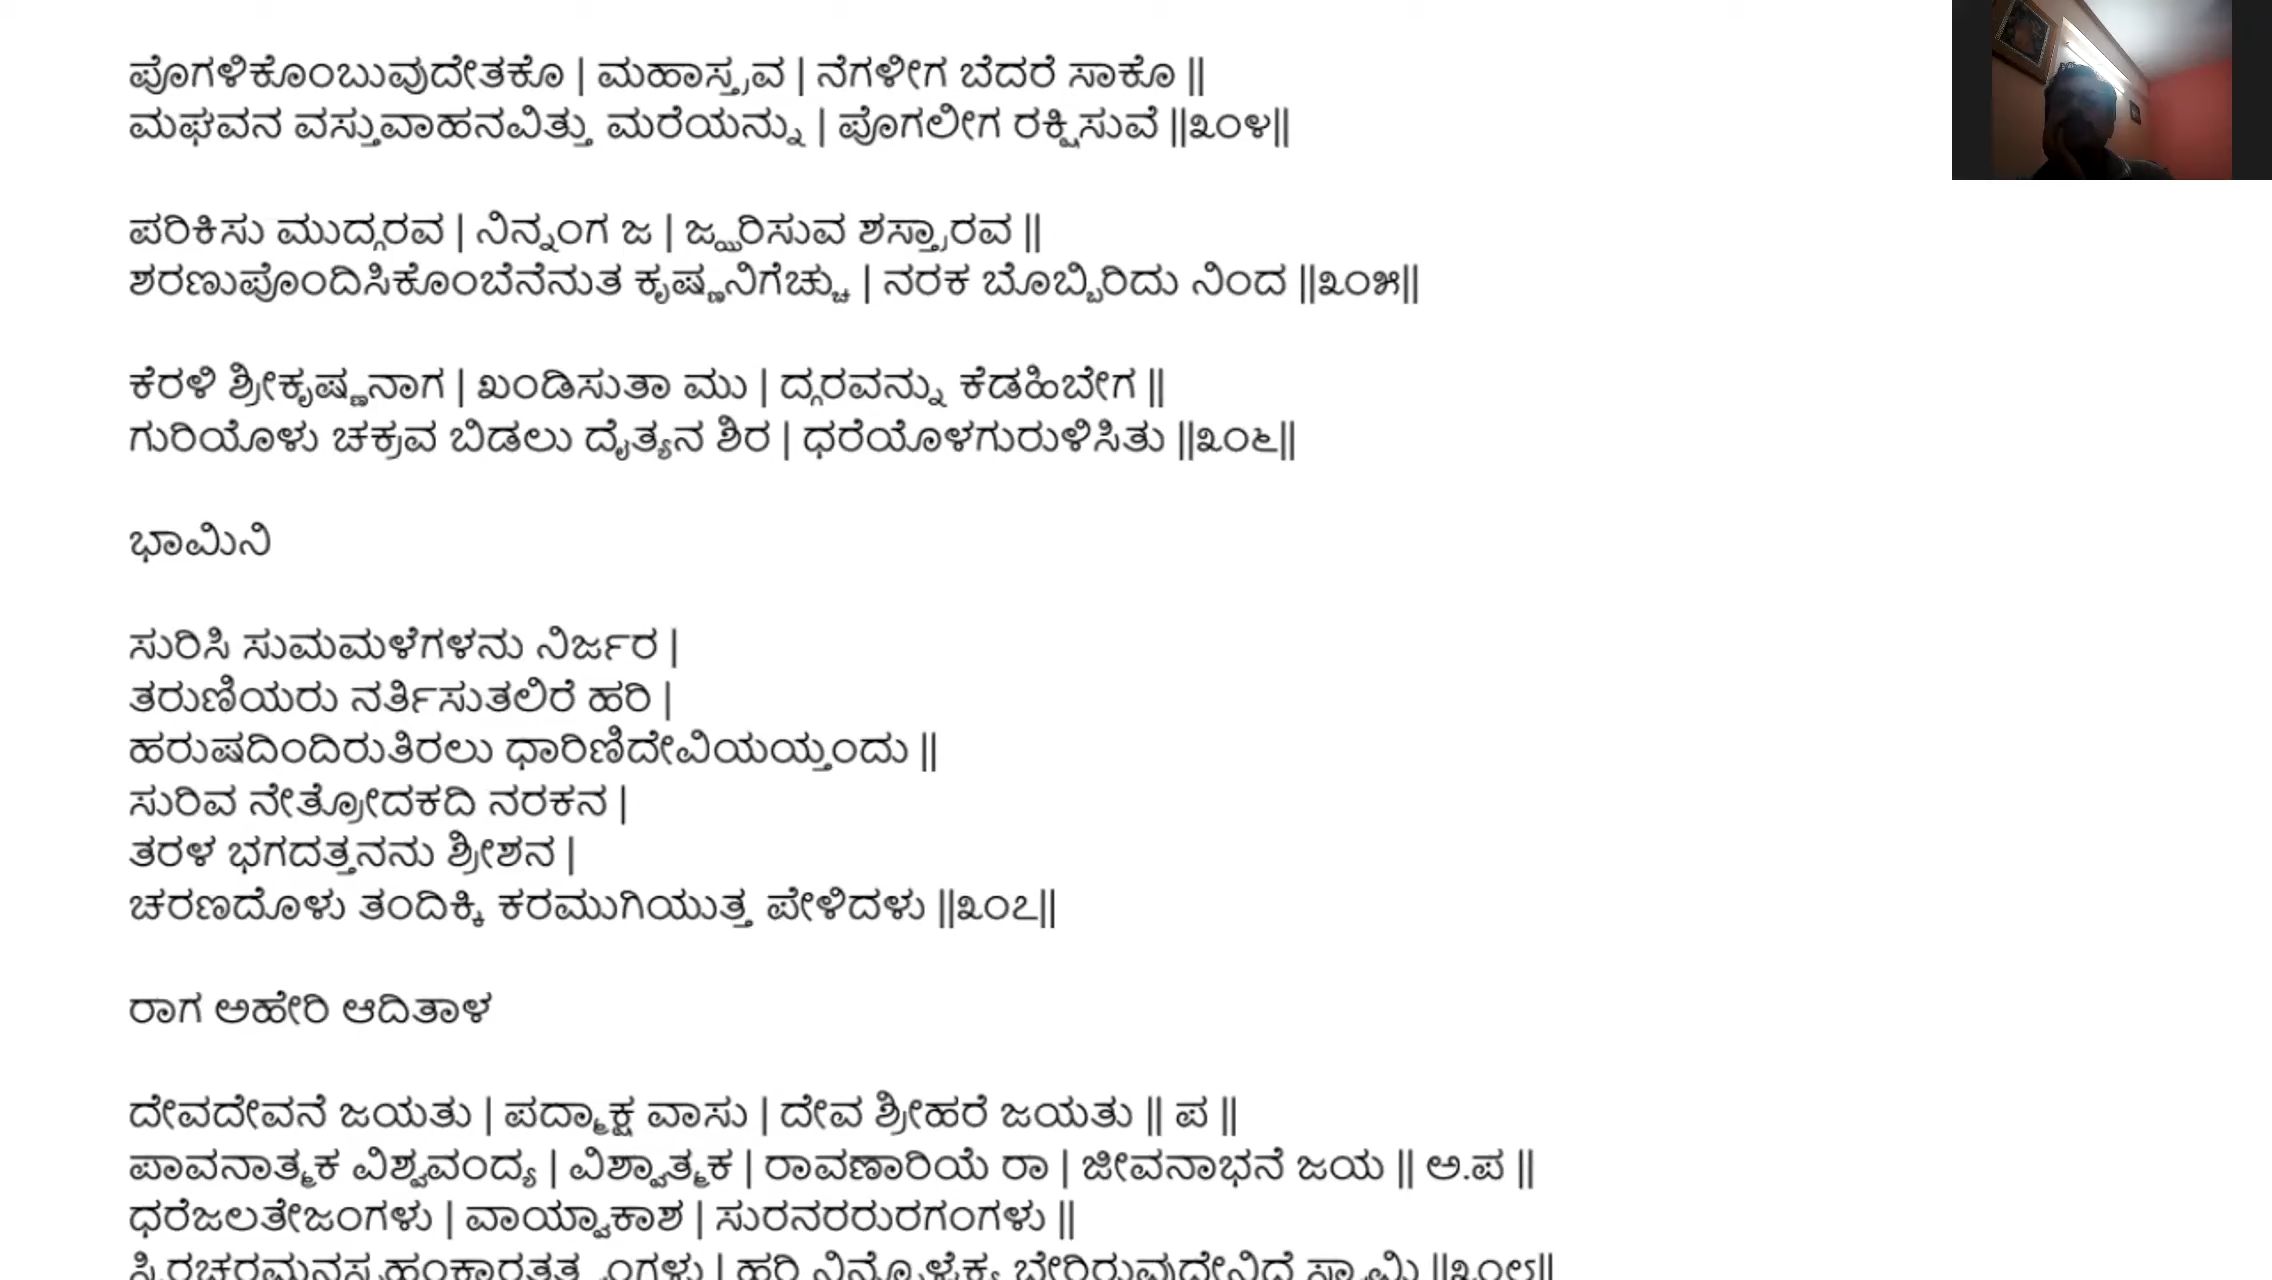 ಪೊಗಳಿಕೊಂಬುವುದೇತಕೊ | ಮಹಾಸ್ತ್ರವ | ನೆಗಳೀಗ ಬೆದರೆ ಸಾಕೊ ||
ಮಘವನ ವಸ್ತುವಾಹನವಿತ್ತು ಮರೆಯನ್ನು | ಪೊಗಲೀಗ ರಕ್ಷಿಸುವೆ ||೩೦೪||
ಪರಿಕಿಸು ಮುದ್ಗರವ | ನಿನ್ನಂಗ ಜ | ಜ್ಝರಿಸುವ ಶಸ್ತ್ರಾರವ ||
ಶರಣುಪೊಂದಿಸಿಕೊಂಬೆನೆನುತ ಕೃಷ್ಣನಿಗೆಚ್ಚು | ನರಕ ಬೊಬ್ಬಿರಿದು ನಿಂದ ||೩೦೫||
ಕೆರಳಿ ಶ್ರೀಕೃಷ್ಣನಾಗ | ಖಂಡಿಸುತಾ ಮು | ದ್ಗರವನ್ನು ಕೆಡಹಿಬೇಗ ||
ಗುರಿಯೊಳು ಚಕ್ರವ ಬಿಡಲು ದೈತ್ಯನ ಶಿರ | ಧರೆಯೊಳಗುರುಳಿಸಿತು ||೩೦೬||
ಭಾಮಿನಿ
ಸುರಿಸಿ ಸುಮಮಳೆಗಳನು ನಿರ್ಜರ |
ತರುಣಿಯರು ನರ್ತಿಸುತಲಿರೆ ಹರಿ |
ಹರುಷದಿಂದಿರುತಿರಲು ಧಾರಿಣಿದೇವಿಯಯ್ತಂದು ||
ಸುರಿವ ನೇತ್ರೋದಕದಿ ನರಕನ |
ತರಳ ಭಗದತ್ತನನು ಶ್ರೀಶನ |
ಚರಣದೊಳು ತಂದಿಕ್ಕಿ ಕರಮುಗಿಯುತ್ತ ಪೇಳಿದಳು ||೩೦೭||
ರಾಗ ಅಹೇರಿ ಆದಿತಾಳ
ದೇವದೇವನೆ ಜಯತು | ಪದ್ಮಾಕ್ಷ ವಾಸು | ದೇವ ಶ್ರೀಹರೆ ಜಯತು || ಪ ||
ಪಾವನಾತ್ಮಕ ವಿಶ್ವವಂದ್ಯ | ವಿಶ್ವಾತ್ಮಕ | ರಾವಣಾರಿಯೆ ರಾ | ಜೀವನಾಭನೆ ಜಯ || ಅ.ಪ ||
ಧರೆಜಲತೇಜಂಗಳು | ವಾಯ್ವಾಕಾಶ | ಸುರನರರುರಗಂಗಳು ||
| ಹರಿ ನಿನ್ನೊಳೈಕ್ಯ ಬೇರಿರುವುದೇನಿದೆ ಸ್ವಾಮಿ ||೩೦೮||